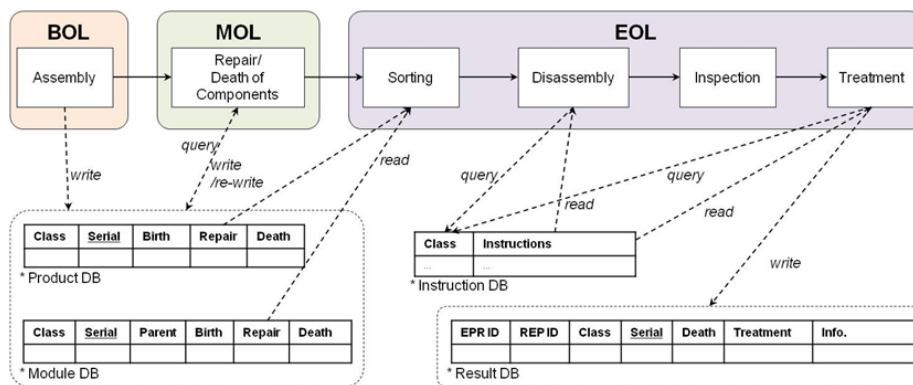 BOL
MOL
EOL
Assembly
Repair/
Death of
Components
Sorting
Disassembly
Inspection
Treatment
write
query
write
/re-write
read
query
read
query
read
write
Class Serial Birth Repair Death
* Product DB
Class Serial Parent Birth Repair Death
* Module DB
Class Instructions
... ...
* Instruction DB
EPR ID REP ID Class Serial Death Treatment Info.
* Result DB